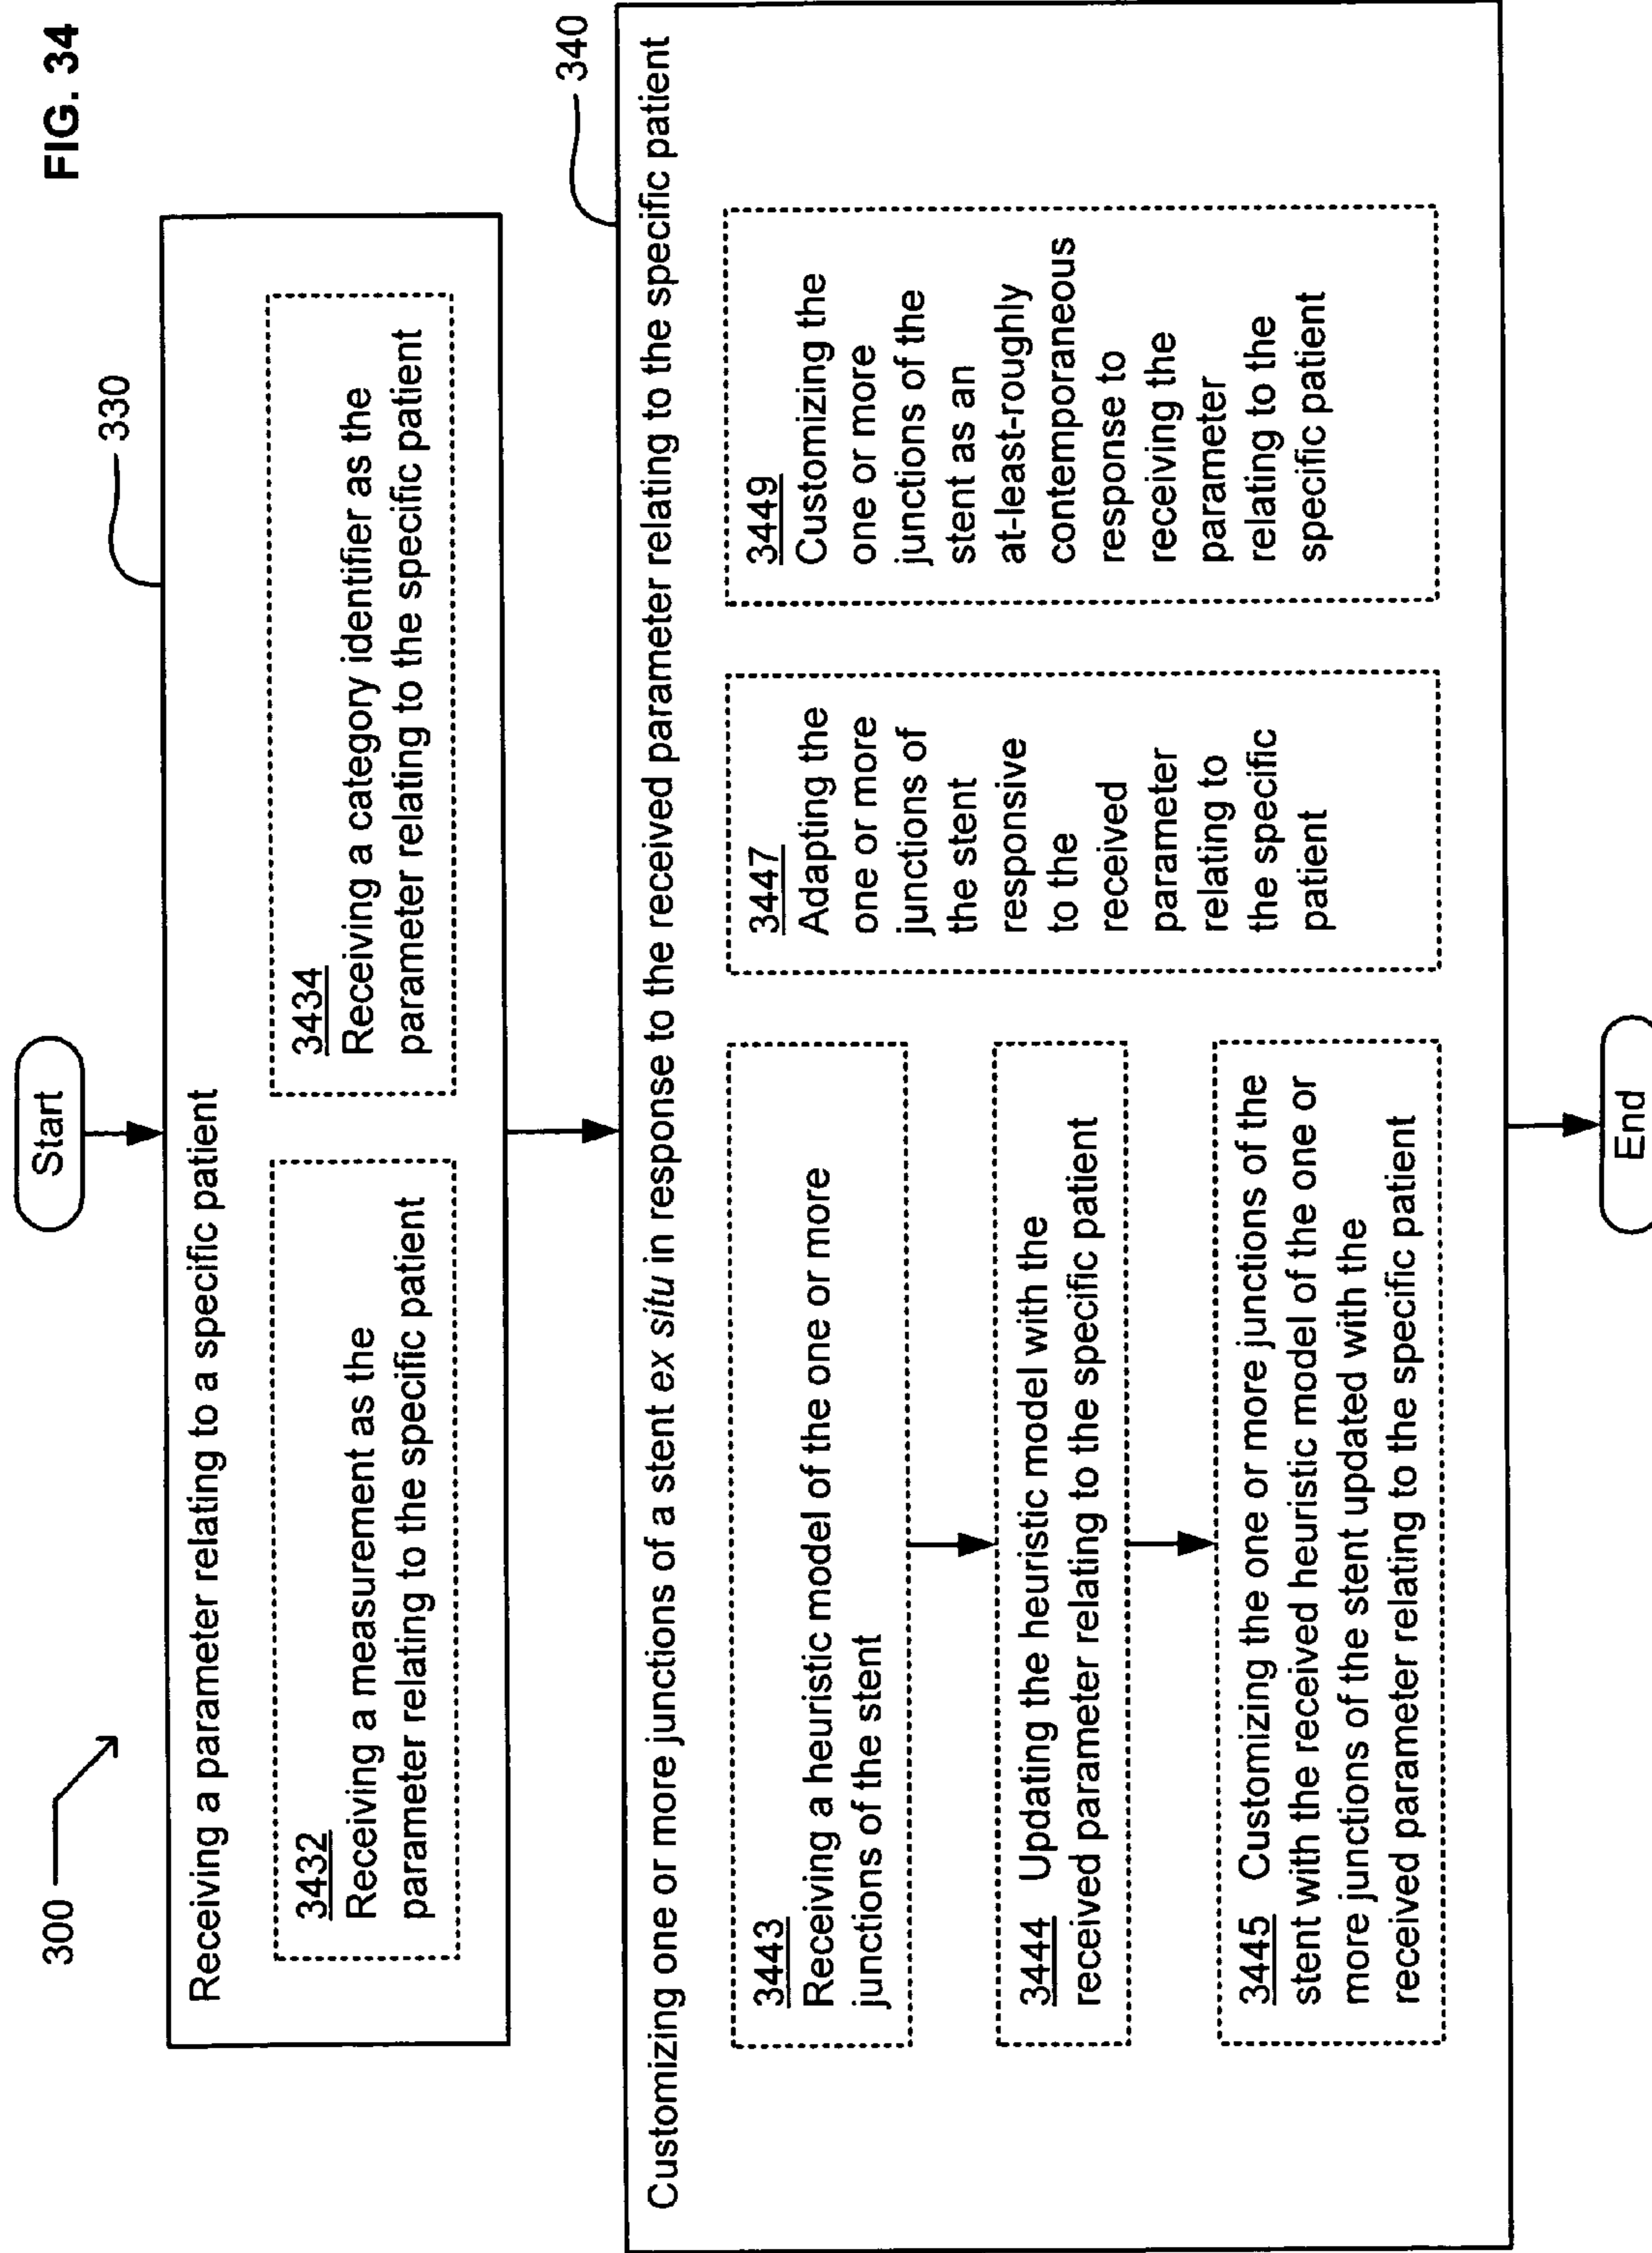 FIG. 34
300
Start
330
Receiving a parameter relating to a specific patient
3432
Receiving a measurement as the
parameter relating to the specific patient
3434
Receiving a category identifier as the
parameter relating to the specific patient
340
Customizing one or more junctions of a stent ex situ in response to the received parameter relating to the specific patient
3443
Receiving a heuristic model of the one or more
junctions of the stent
3444 Updating the heuristic model with the
received parameter relating to the specific patient
3445 Customizing the one or more junctions of the
stent with the received heuristic model of the one or
more junctions of the stent updated with the
received parameter relating to the specific patient
3447
Adapting the
one or more
junctions of
the stent
responsive
to the
received
parameter
relating to
the specific
patient
3449
Customizing the
one or more
junctions of the
stent as an
at-least-roughly
contemporaneous
response to
receiving the
parameter
relating to the
specific patient
End